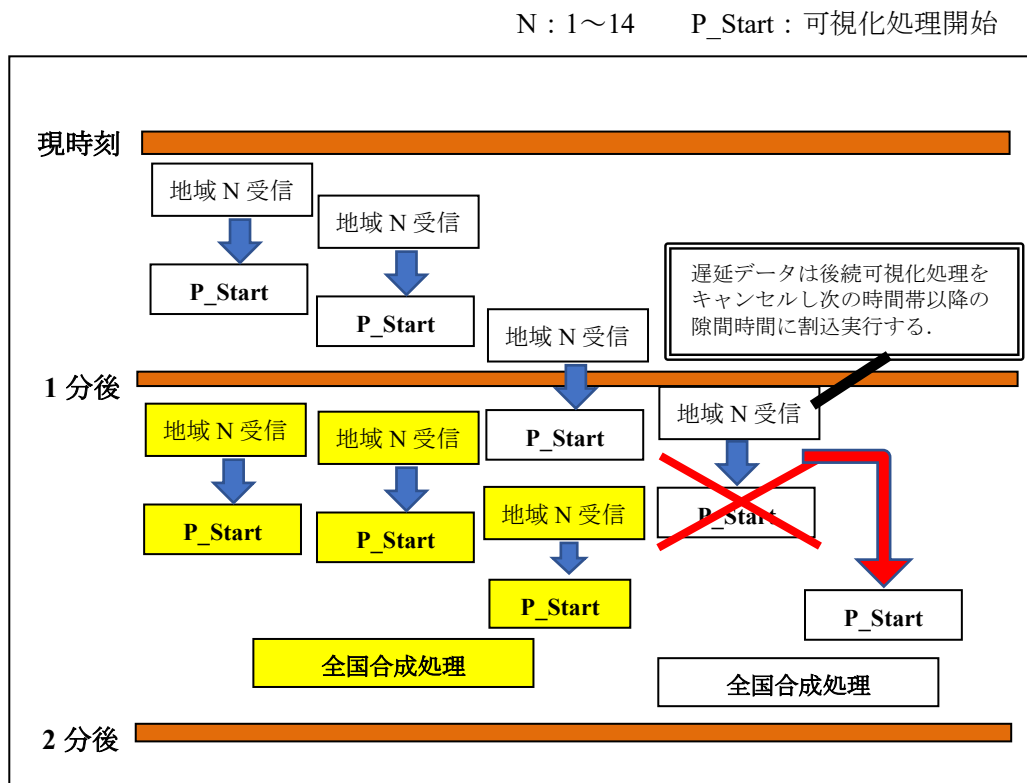 N：1～14 P_Start：可視化処理開始
現時刻
地域 N 受信
地域 N 受信
P_Start
P_Start
遅延データは後続可視化処理を
キャンセルし次の時間帯以降の
隙間時間に割込実行する.
地域 N 受信
1 分後
地域 N 受信
地域 N 受信
地域 N 受信
P_Start
P_Start
P_Start
地域 N 受信
P_Start
P_Start
P_Start
全国合成処理
全国合成処理
2 分後